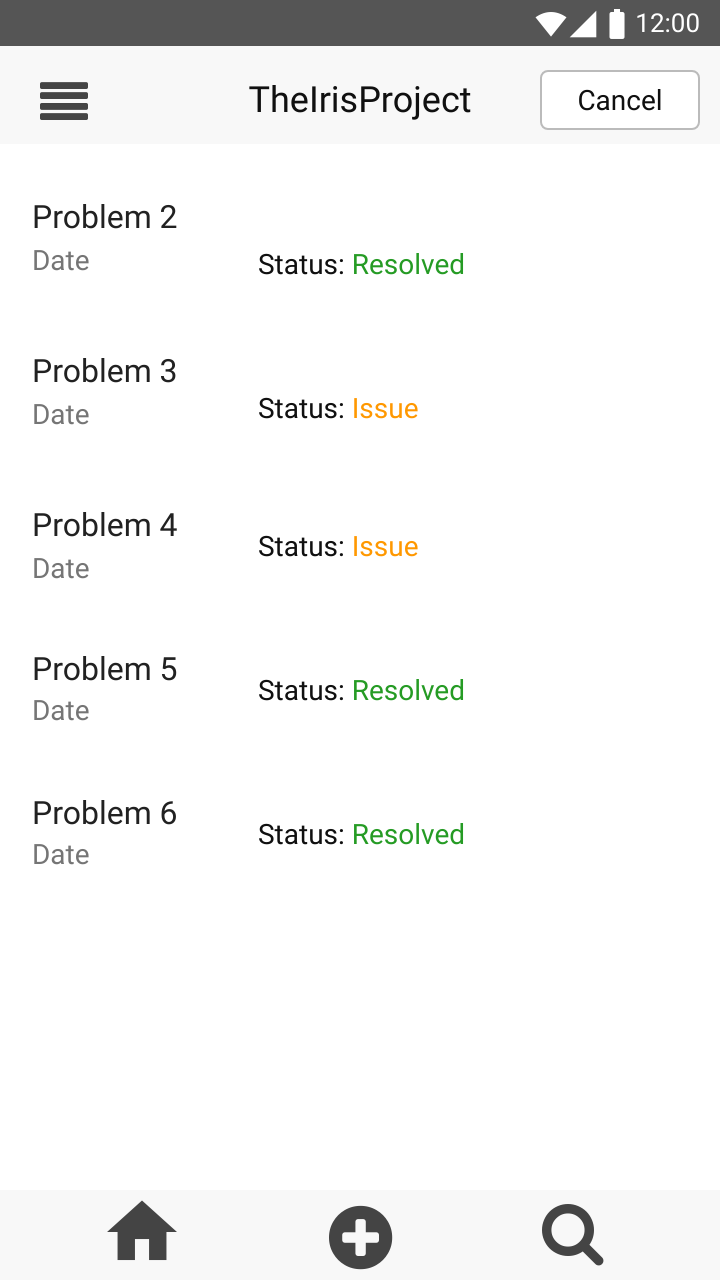 12:00
TheIrisProject
Cancel
Problem 2
Date
Status: Resolved
Problem 3
Date
Status: Issue
Problem 4
Date
Status: Issue
Problem 5
Date
Status: Resolved
Problem 6
Date
Status: Resolved